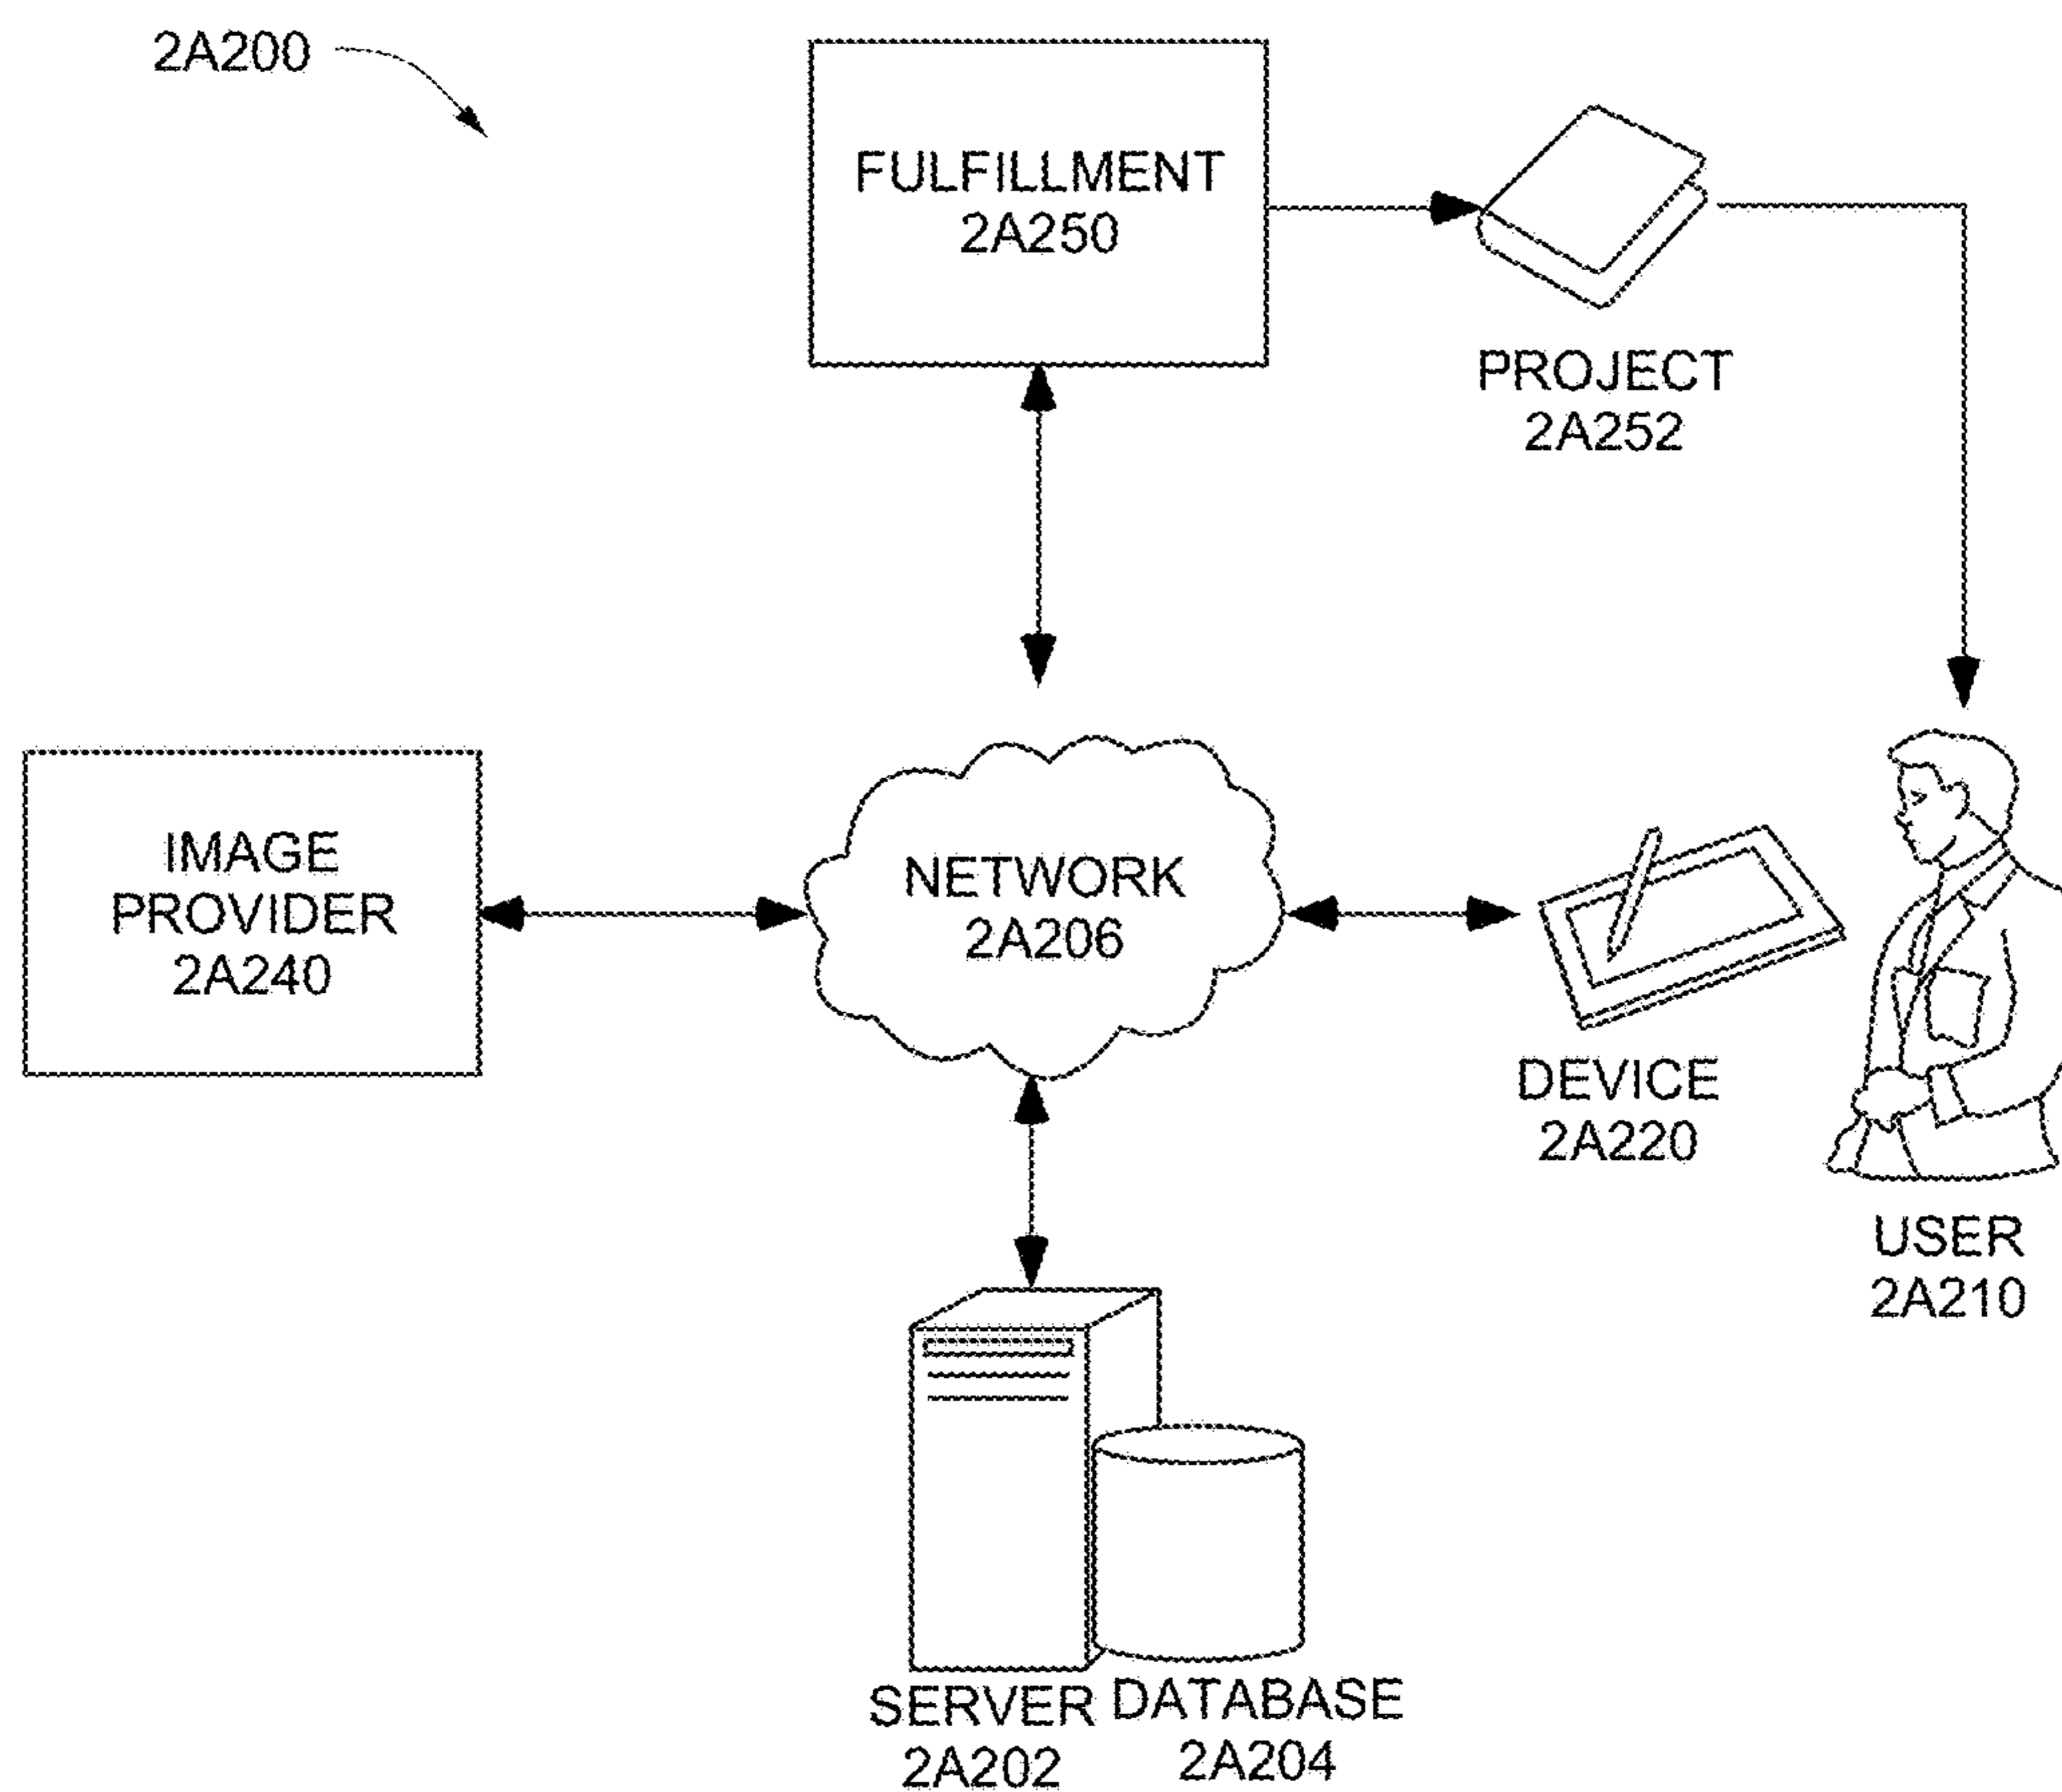 2A200
FULFILLMENT
2A250
PROJECT
2A252
IMAGE
PROVIDER
2A240
NETWORK
2A206
DEVICE
2A220
USER
2A210
SERVER
2A202
DATABASE
2A204